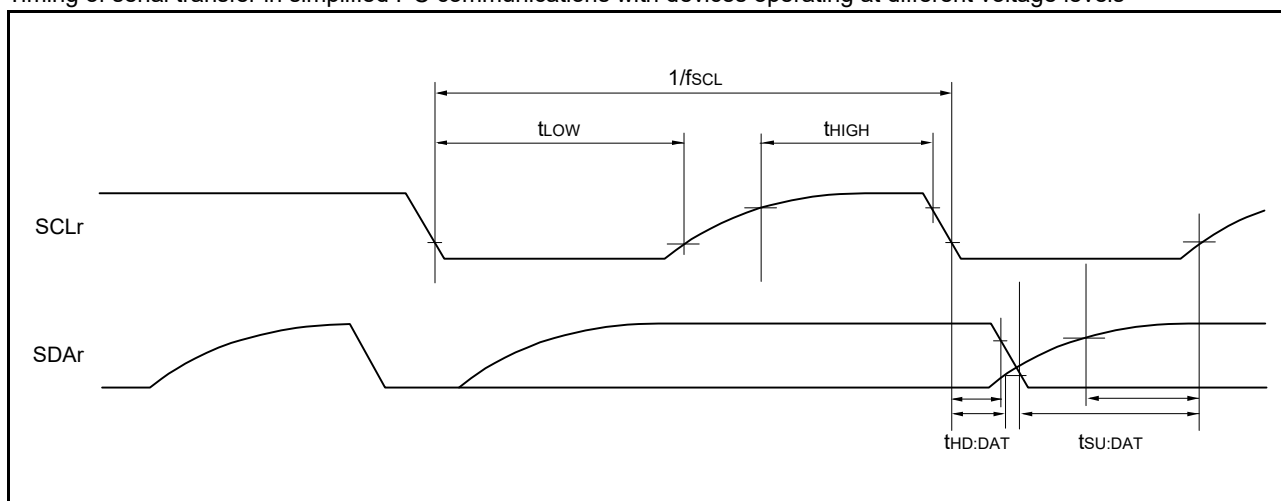 Timing of serial transfer in simplified I²C communications with devices operating at different voltage levels
1/fSCL
tLOW
tHIGH
SCLr
SDAr
tHD:DAT
tSU:DAT